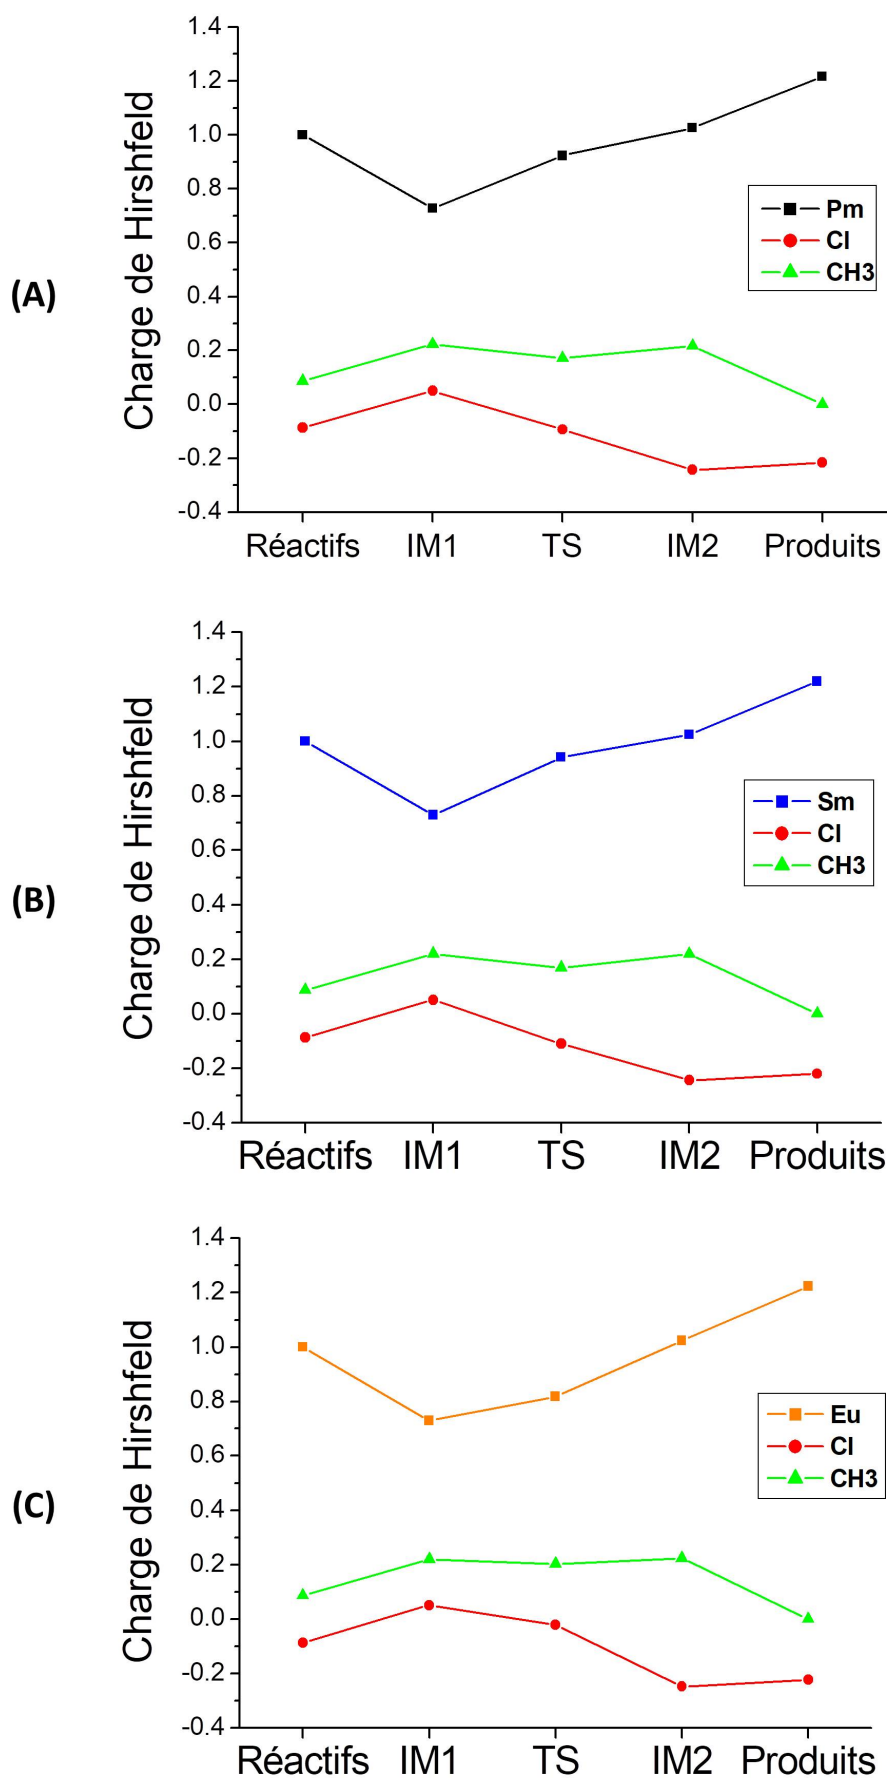 (A)
Charge de Hirshfeld
1.4
1.2
1.0
0.8
0.6
0.4
0.2
0.0
-0.2
-0.4
Réactifs IM1 TS IM2 Produits
Pm
Cl
CH3
(B)
Charge de Hirshfeld
1.4
1.2
1.0
0.8
0.6
0.4
0.2
0.0
-0.2
-0.4
Réactifs IM1 TS IM2 Produits
Sm
Cl
CH3
(C)
Charge de Hirshfeld
1.4
1.2
1.0
0.8
0.6
0.4
0.2
0.0
-0.2
-0.4
Réactifs IM1 TS IM2 Produits
Eu
Cl
CH3